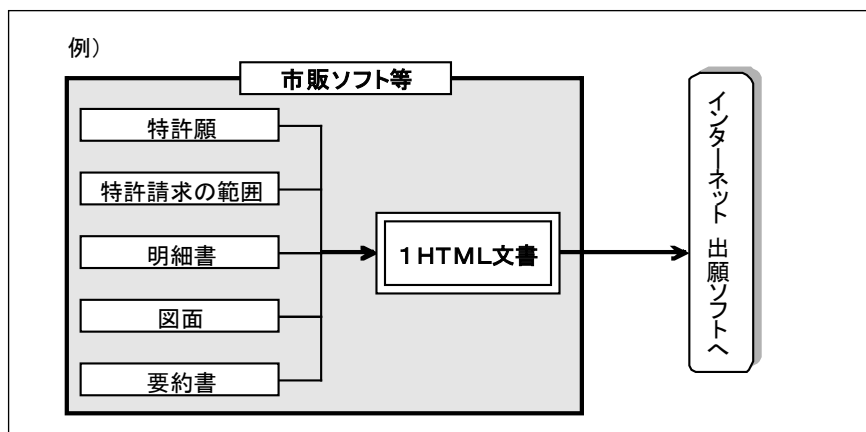 例）
市販ソフト等
特許願
特許請求の範囲
明細書
図面
要約書
１HTML文書
インターネット出願ソフトへ